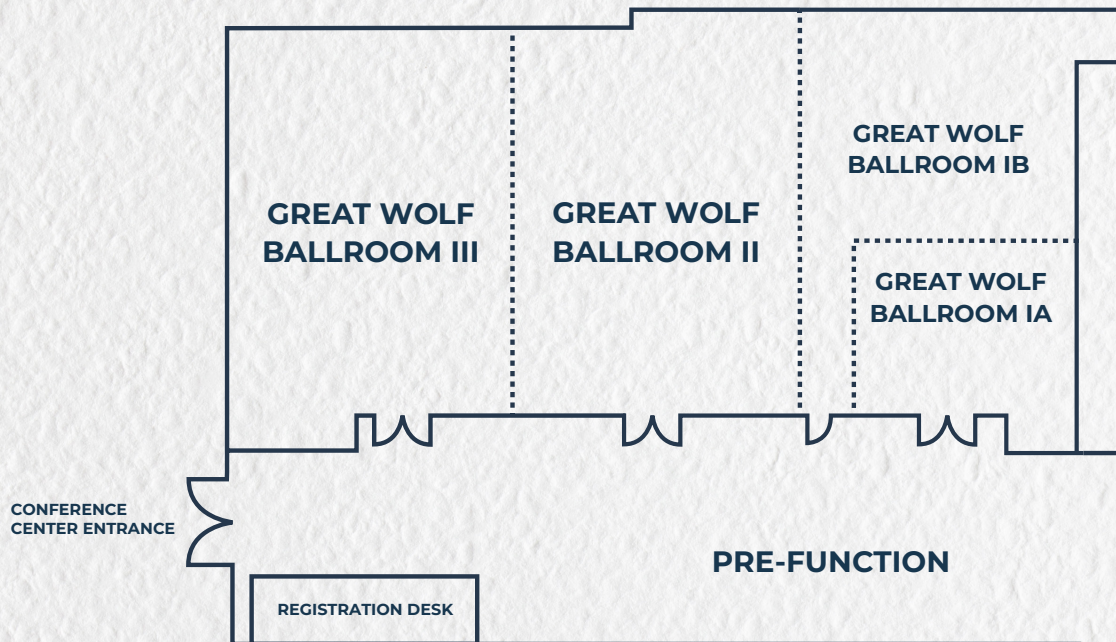 GREAT WOLF
BALLROOM III
GREAT WOLF
BALLROOM II
GREAT WOLF
BALLROOM IB
GREAT WOLF
BALLROOM IA
CONFERENCE
CENTER ENTRANCE
PRE-FUNCTION
REGISTRATION DESK